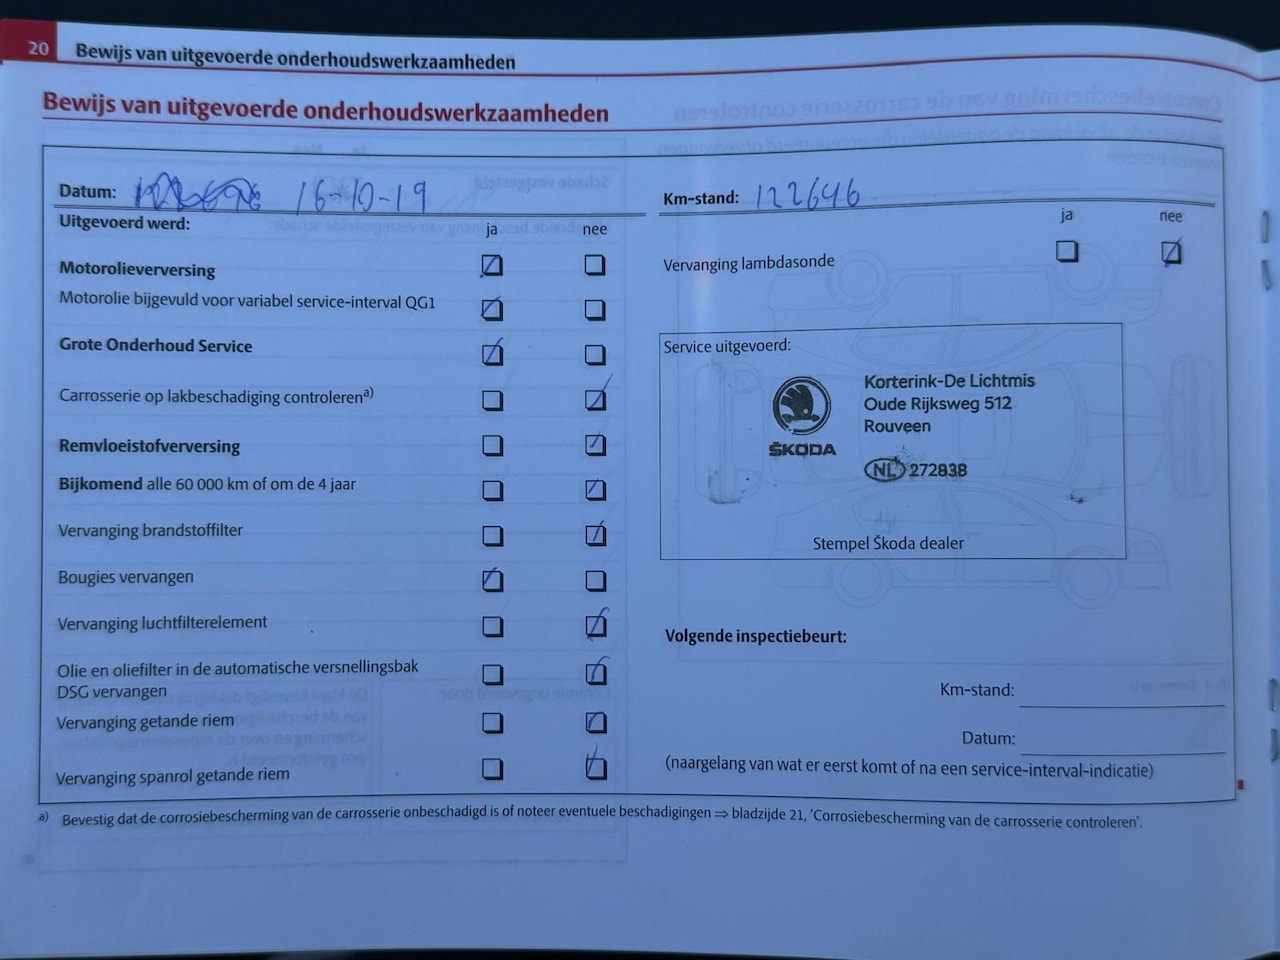 20 Bewijs van uitgevoerde onderhoudswerkzaamheden
Bewijs van uitgevoerde onderhoudswerkzaamheden
Datum: 16-10-19
Uitgevoerd werd:
ja nee
Motorolieverversing
Motorolie bijgevuld voor variabel service-interval QG1
Grote Onderhoud Service
Carrosserie op lakbeschadiging controleren a)
Remvloeistofverversing
Bijkomend alle 60 000 km of om de 4 jaar
Vervanging brandstoffilter
Bougies vervangen
Vervanging luchtfilterelement
Olie en oliefilter in de automatische versnellingsbak
DSG vervangen
Vervanging getande riem
Vervanging spanrol getande riem
Km-stand: 122646
ja nee
Vervanging lambdasonde
Service uitgevoerd:
ŠKODA
Korterink-De Lichtmis
Oude Rijksweg 512
Rouveen
NL 272838
Stempel Škoda dealer
Volgende inspectiebeurt:
Km-stand:
Datum:
(naargelang van wat er eerst komt of na een service-interval-indicatie)
a) Bevestig dat de corrosiebescherming van de carrosserie onbeschadigd is of noteer eventuele beschadigingen ⇒ bladzijde 21, ‘Corrosiebescherming van de carrosserie controleren’.